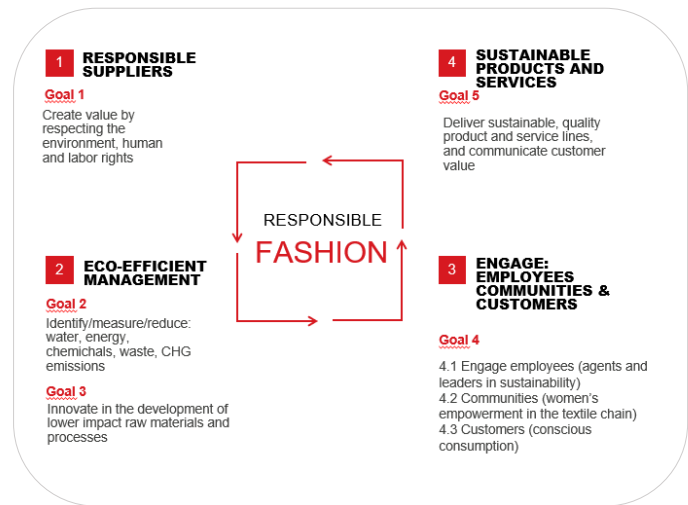 1
RESPONSIBLE
SUPPLIERS
Goal 1
Create value by
respecting the
environment, human
and labor rights
4
SUSTAINABLE
PRODUCTS AND
SERVICES
Goal 5
Deliver sustainable, quality
product and service lines,
and communicate customer
value
RESPONSIBLE
FASHION
2
ECO-EFFICIENT
MANAGEMENT
Goal 2
Identify/measure/reduce:
water, energy,
chemichals, waste, CHG
emissions
Goal 3
Innovate in the development of
lower impact raw materials and
processes
3
ENGAGE:
EMPLOYEES
COMMUNITIES &
CUSTOMERS
Goal 4
4.1 Engage employees (agents and
leaders in sustainability)
4.2 Communities (women's
empowerment in the textile chain)
4.3 Customers (conscious
consumption)